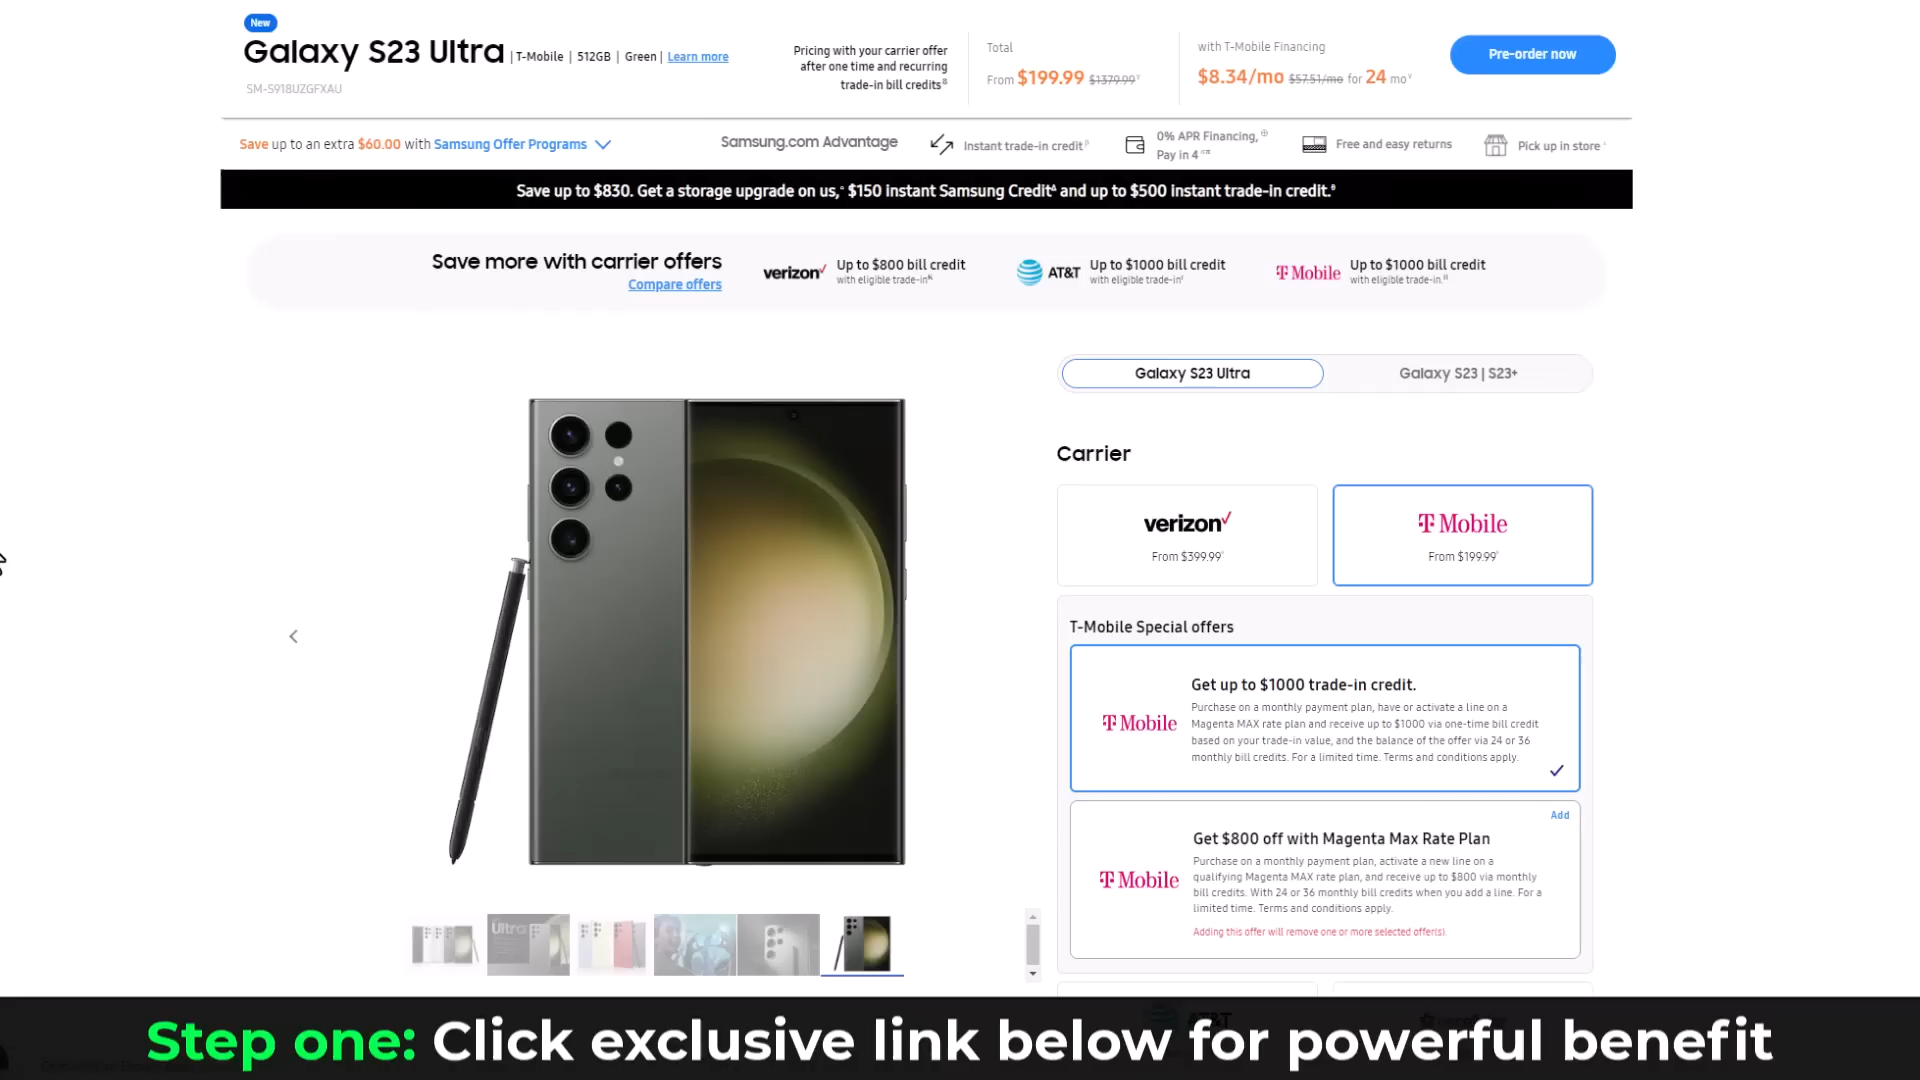 New
Galaxy S23 Ultra | T-Mobile | 512GB | Green | Learn more
SM-S918UZGFXAU
Pricing with your carrier offer
after one time and recurring
trade-in bill credits
Total
From $199.99 $1379.99
with T-Mobile Financing
$8.34/mo $57.51/mo for 24 mo
Pre-order now
Save up to an extra $60.00 with Samsung Offer Programs
Samsung.com Advantage
Instant trade-in credit
0% APR Financing,
Pay in 4
Free and easy returns
Pick up in store
Save up to $830. Get a storage upgrade on us, $150 instant Samsung Credit and up to $500 instant trade-in credit.
Save more with carrier offers
Compare offers
verizon
Up to $800 bill credit
with eligible trade-in
AT&T
Up to $1000 bill credit
with eligible trade-in
T Mobile
Up to $1000 bill credit
with eligible trade-in.
Galaxy S23 Ultra
Galaxy S23 | S23+
Carrier
verizon
From $399.99
T Mobile
From $199.99
T-Mobile Special offers
T Mobile
Get up to $1000 trade-in credit.
Purchase on a monthly payment plan, have or activate a line on a
Magenta MAX rate plan and receive up to $1000 via one-time bill credit
based on your trade-in value, and the balance of the offer via 24 or 36
monthly bill credits. For a limited time. Terms and conditions apply.
Add
T Mobile
Get $800 off with Magenta Max Rate Plan
Purchase on a monthly payment plan, activate a new line on a
qualifying Magenta MAX rate plan, and receive up to $800 via monthly
bill credits. With 24 or 36 monthly bill credits when you add a line. For a
limited time. Terms and conditions apply.
Adding this offer will remove one or more selected offer(s).
Ultra
AT&T
Step one: Click exclusive link below for powerful benefit